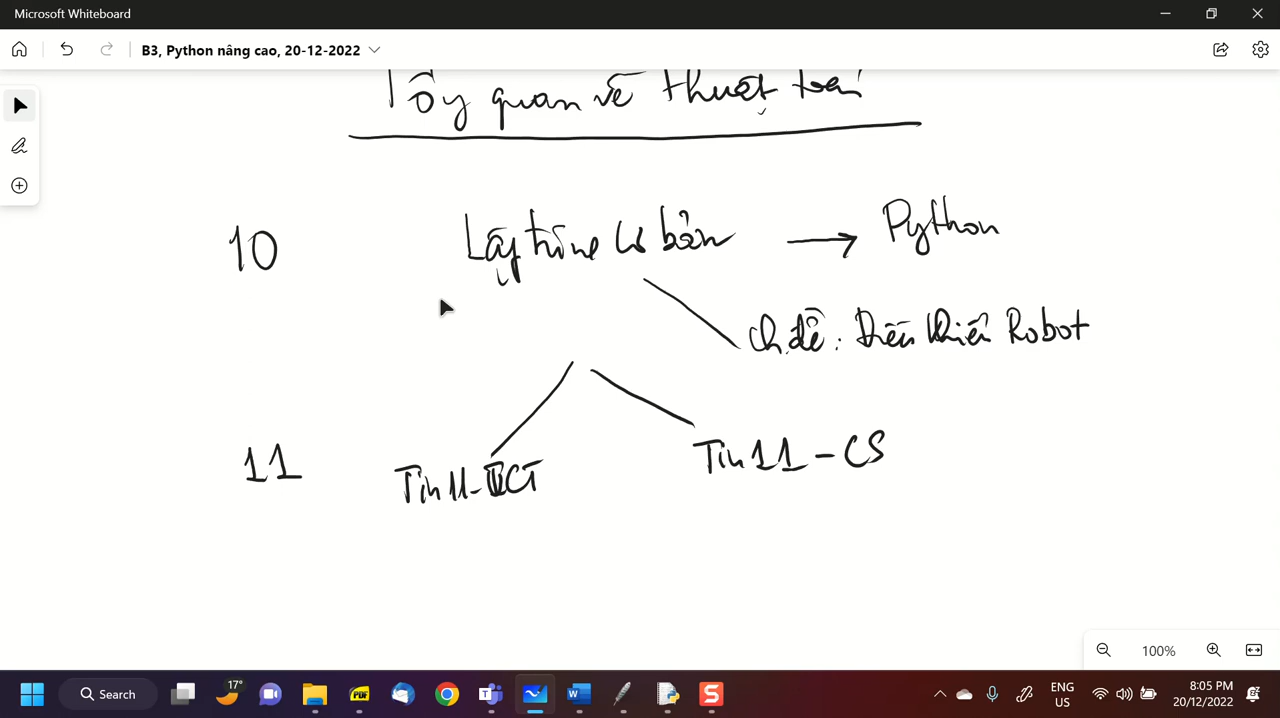 Microsoft Whiteboard
B3, Python nâng cao, 20-12-2022
Tổng quan về thuật toán
10
Lập trình cơ bản → Python
Ch.đề: Điều khiển Robot
11
Tin 11-ICT
Tin 11 - CS
100%
17°
Search
PDF
ENG
US
8:05 PM
20/12/2022